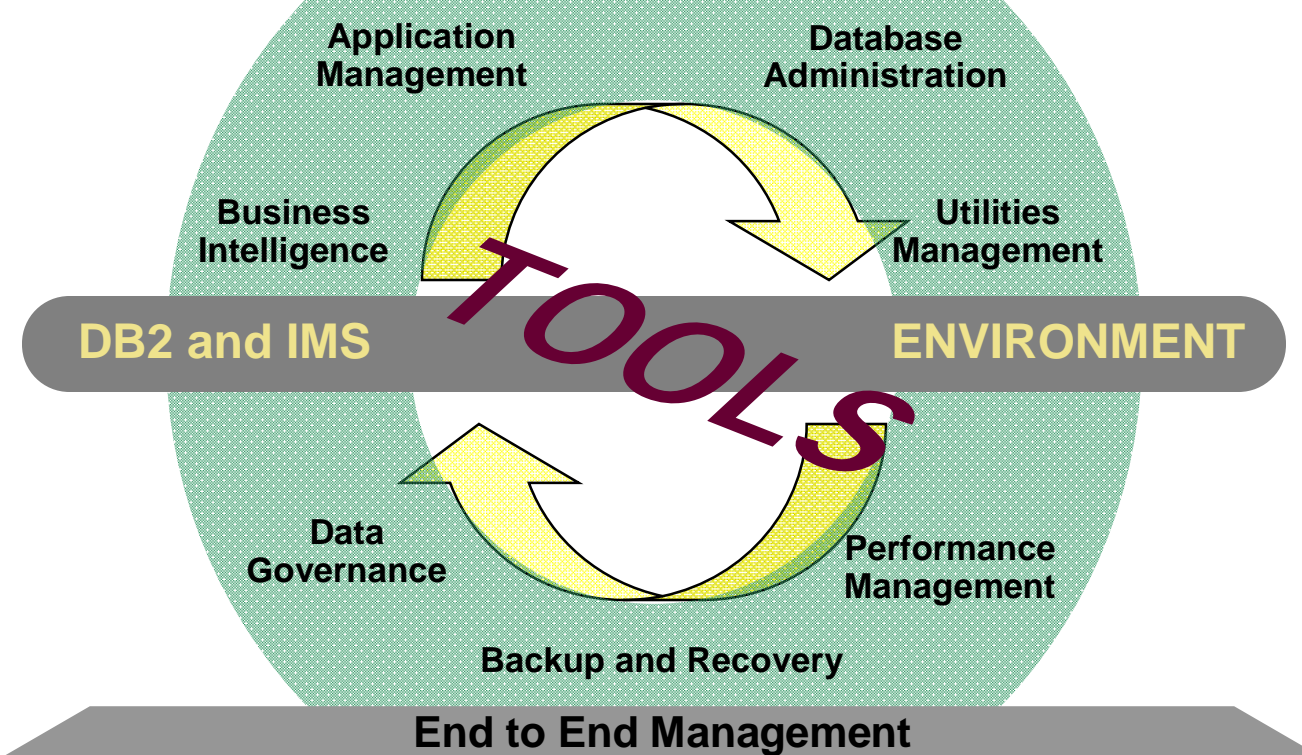 Application
Management
Database
Administration
Business
Intelligence
Utilities
Management
DB2 and IMS
TOOLS
ENVIRONMENT
Data
Governance
Performance
Management
Backup and Recovery
End to End Management